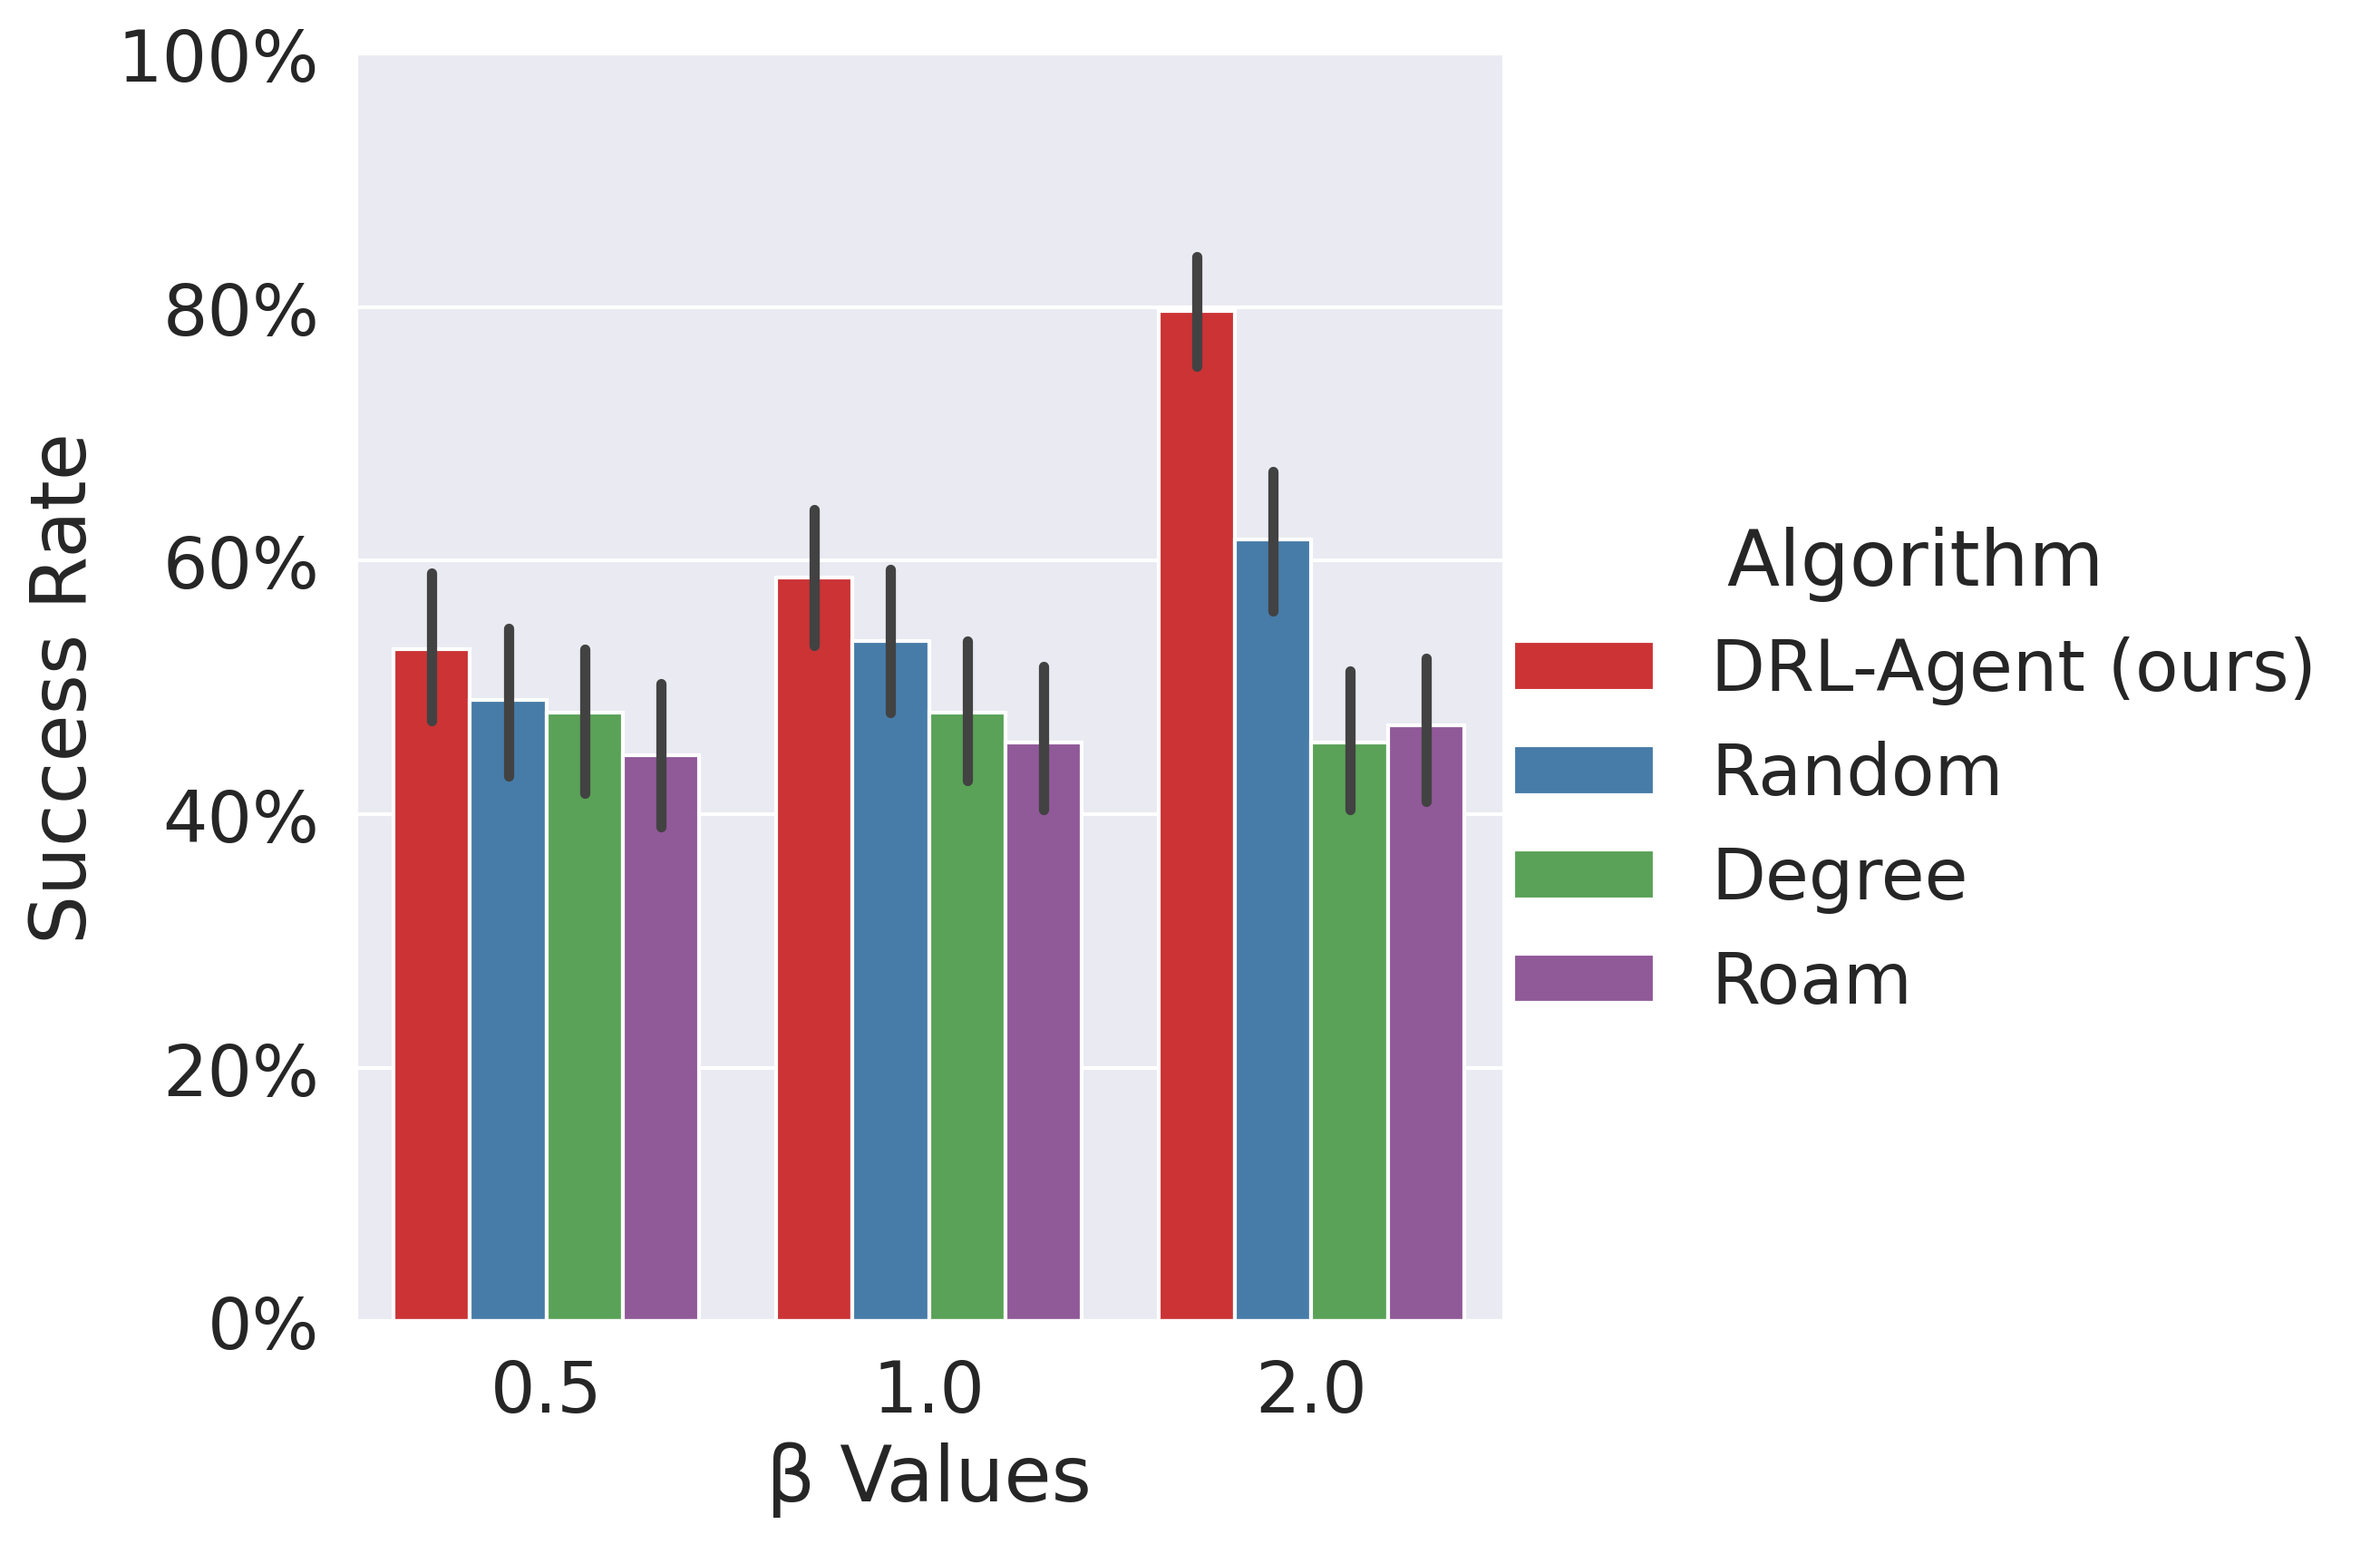 100%
80%
60%
40%
20%
0%
Success Rate
0.5 1.0 2.0
β Values
Algorithm
DRL-Agent (ours)
Random
Degree
Roam